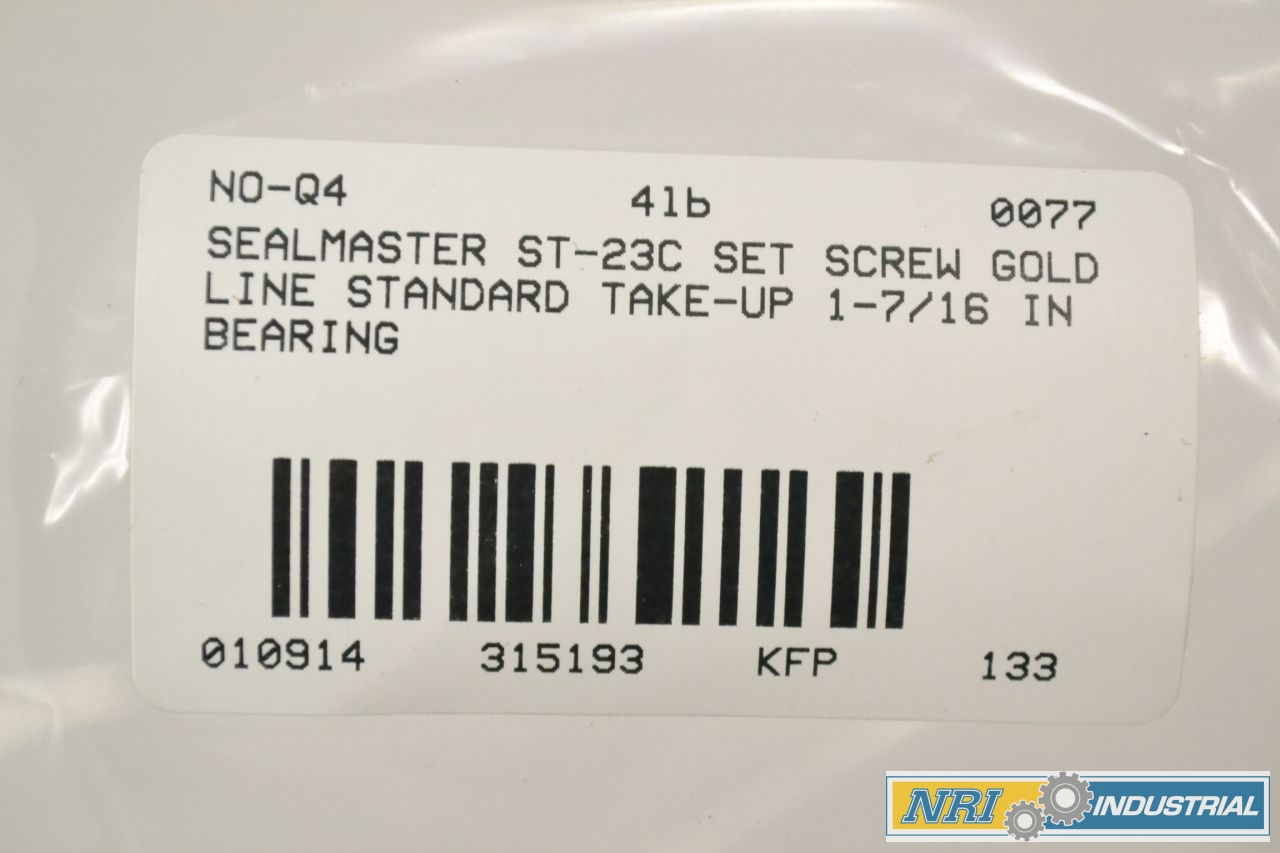 NO-Q4 4lb 0077
SEALMASTER ST-23C SET SCREW GOLD
LINE STANDARD TAKE-UP 1-7/16 IN
BEARING
010914 315193 KFP 133
NRI INDUSTRIAL